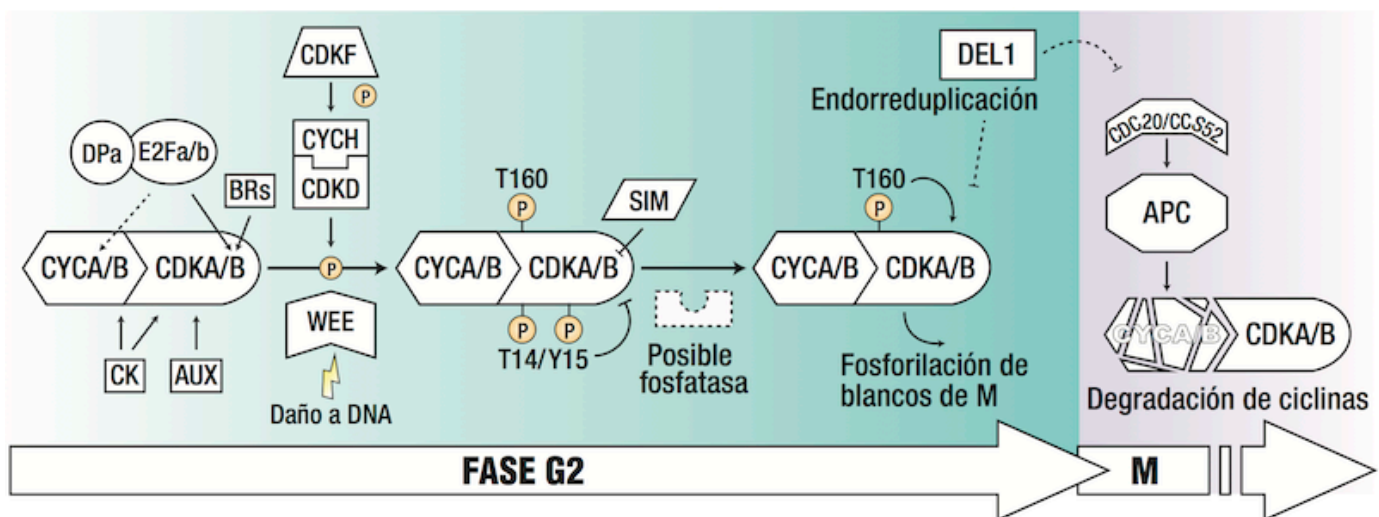 CDKF
P
DEL1
Endorreduplicación
CDC20/CCS52
DPa
E2Fa/b
CYCH
CDKD
BRs
T160
P
SIM
T160
P
APC
CYCA/B
CDKA/B
P
CYCA/B
CDKA/B
CYCA/B
CDKA/B
CYCA/B
CDKA/B
WEE
P
P
T14/Y15
CK
AUX
Posible
fosfatasa
Fosforilación de
blancos de M
Daño a DNA
Degradación de ciclinas
FASE G2
M